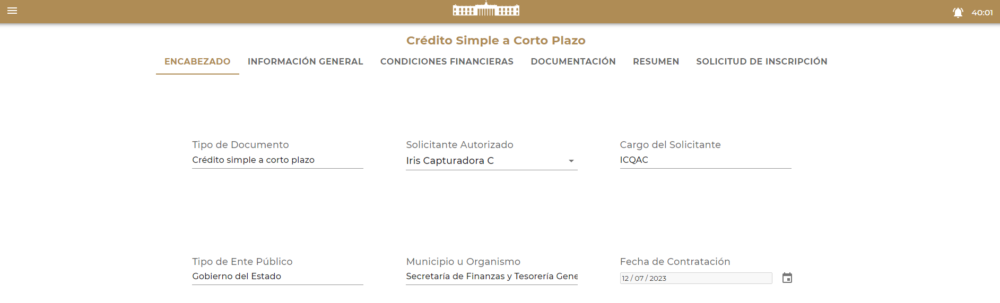 40:01
Crédito Simple a Corto Plazo
ENCABEZADO INFORMACIÓN GENERAL CONDICIONES FINANCIERAS DOCUMENTACIÓN RESUMEN SOLICITUD DE INSCRIPCIÓN
Tipo de Documento Solicitante Autorizado Cargo del Solicitante
Crédito simple a corto plazo Iris Capturadora C ICQAC
Tipo de Ente Público Municipio u Organismo Fecha de Contratación
Gobierno del Estado Secretaría de Finanzas y Tesorería Gene 12 / 07 / 2023